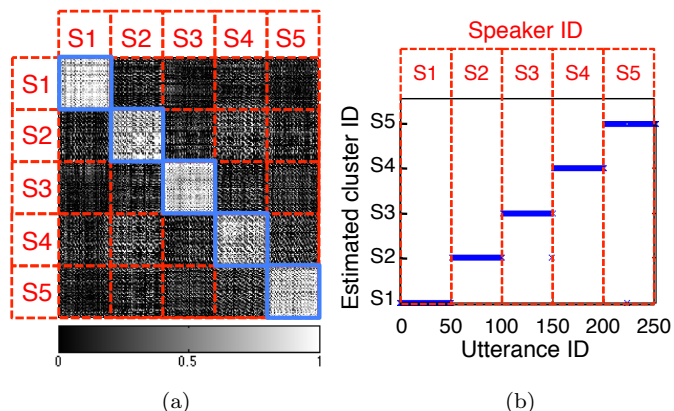 S1 S2 S3 S4 S5
S1
S2
S3
S4
S5
0 0.5 1
(a)
Speaker ID
S1 S2 S3 S4 S5
Estimated cluster ID
S5
S4
S3
S2
S1
0 50 100 150 200 250
Utterance ID
(b)